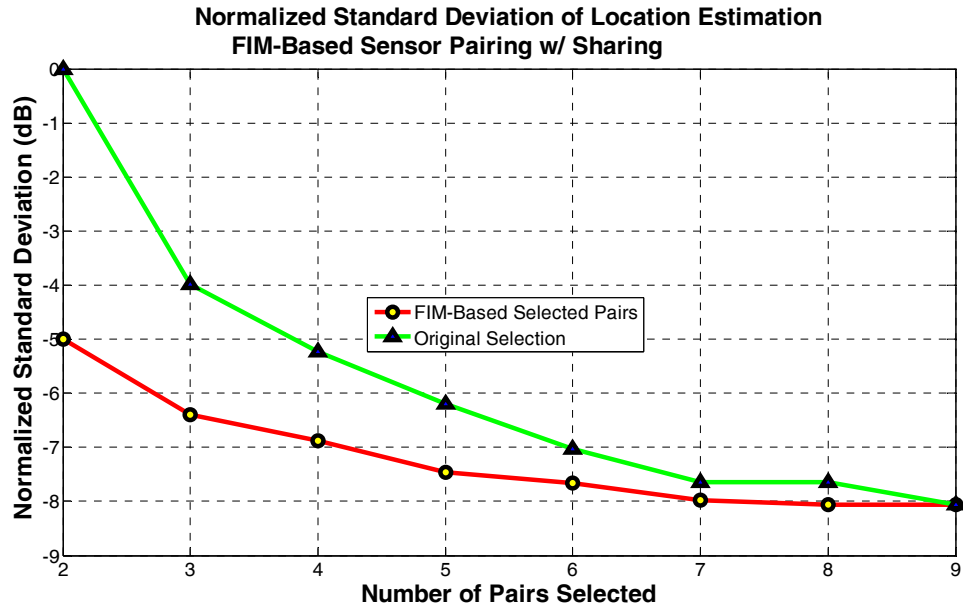 Normalized Standard Deviation of Location Estimation
FIM-Based Sensor Pairing w/ Sharing
Normalized Standard Deviation (dB)
0
-1
-2
-3
-4
-5
-6
-7
-8
-9
FIM-Based Selected Pairs
Original Selection
2 3 4 5 6 7 8 9
Number of Pairs Selected